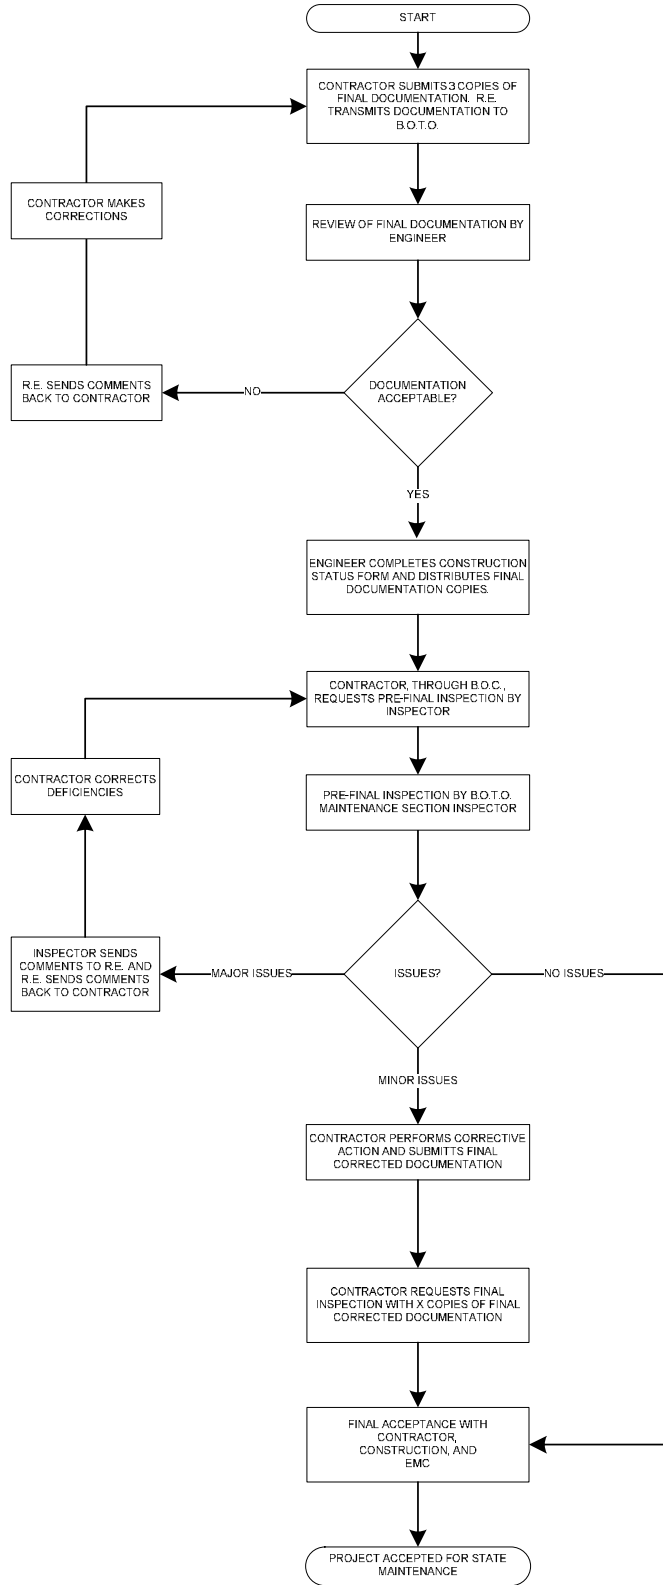 START
CONTRACTOR SUBMITS 3 COPIES OF
FINAL DOCUMENTATION. R.E.
TRANSMITS DOCUMENTATION TO
B.O.T.O.
CONTRACTOR MAKES
CORRECTIONS
REVIEW OF FINAL DOCUMENTATION BY
ENGINEER
R.E. SENDS COMMENTS
BACK TO CONTRACTOR
NO
DOCUMENTATION
ACCEPTABLE?
YES
ENGINEER COMPLETES CONSTRUCTION
STATUS FORM AND DISTRIBUTES FINAL
DOCUMENTATION COPIES.
CONTRACTOR, THROUGH B.O.C.,
REQUESTS PRE-FINAL INSPECTION BY
INSPECTOR
CONTRACTOR CORRECTS
DEFICIENCIES
PRE-FINAL INSPECTION BY B.O.T.O.
MAINTENANCE SECTION INSPECTOR
INSPECTOR SENDS
COMMENTS TO R.E. AND
R.E. SENDS COMMENTS
BACK TO CONTRACTOR
MAJOR ISSUES
ISSUES?
NO ISSUES
MINOR ISSUES
CONTRACTOR PERFORMS CORRECTIVE
ACTION AND SUBMITTS FINAL
CORRECTED DOCUMENTATION
CONTRACTOR REQUESTS FINAL
INSPECTION WITH X COPIES OF FINAL
CORRECTED DOCUMENTATION
FINAL ACCEPTANCE WITH
CONTRACTOR,
CONSTRUCTION, AND
EMC
PROJECT ACCEPTED FOR STATE
MAINTENANCE